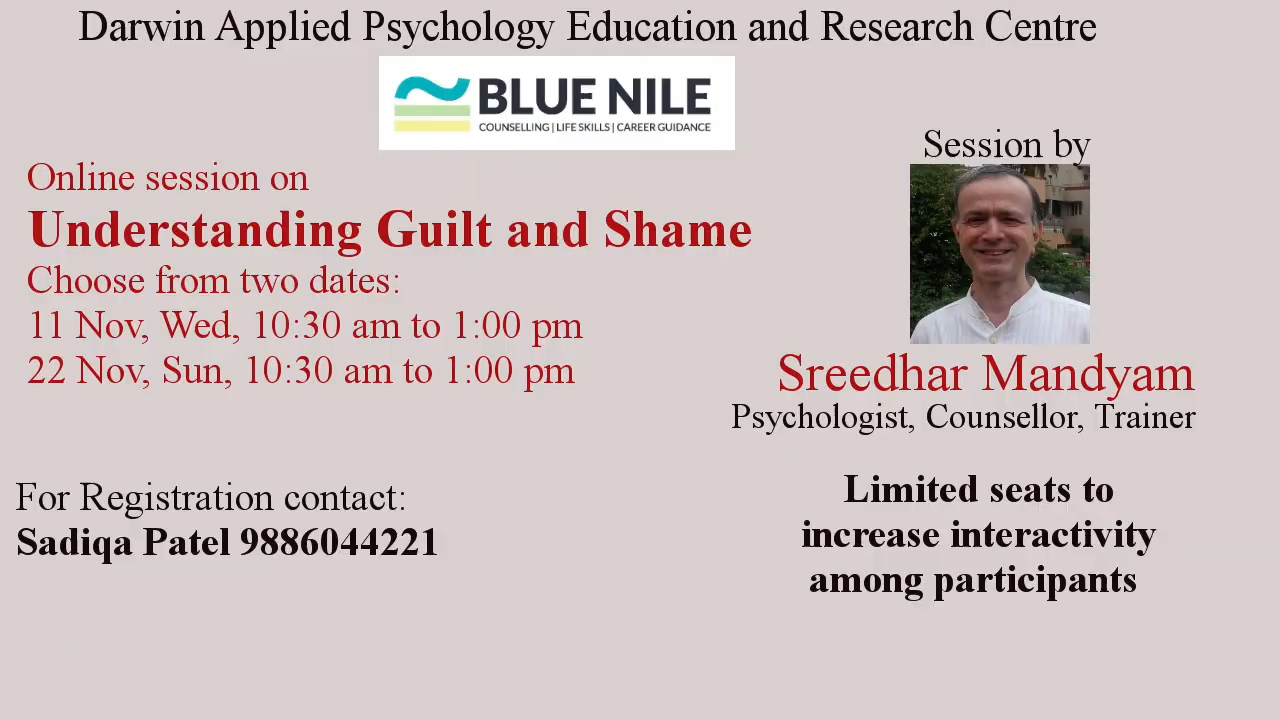 Darwin Applied Psychology Education and Research Centre
BLUE NILE
COUNSELLING | LIFE SKILLS | CAREER GUIDANCE
Online session on
Understanding Guilt and Shame
Choose from two dates:
11 Nov, Wed, 10:30 am to 1:00 pm
22 Nov, Sun, 10:30 am to 1:00 pm
For Registration contact:
Sadiqa Patel 9886044221
Session by
Sreedhar Mandyam
Psychologist, Counsellor, Trainer
Limited seats to
increase interactivity
among participants